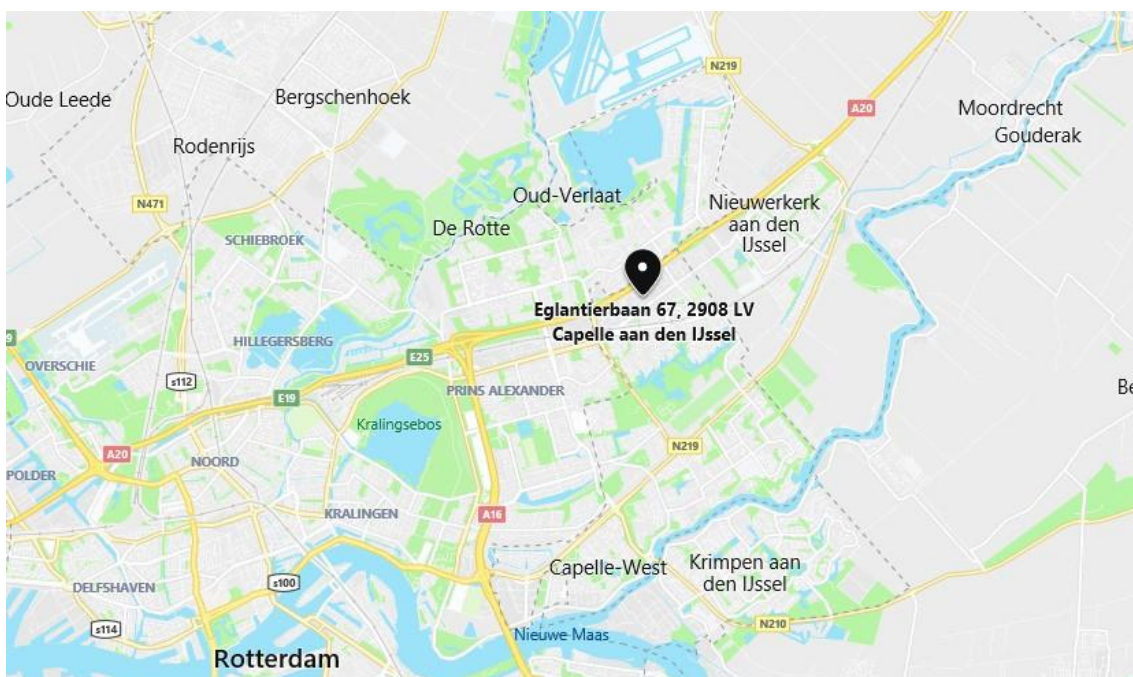 N219
A20
Oude Leede
Bergschenhoek
Moordrecht
Gouderak
Rodenrijs
Oud-Verlaat
N471
Nieuwerkerk
aan den
IJssel
De Rotte
SCHIEBROEK
Eglantierbaan 67, 2908 LV
Capelle aan den IJssel
HILLEGERSBERG
E25
OVERSCHIE
s112
PRINS ALEXANDER
Be
E19
Kralingsebos
N219
A20
NOORD
POLDER
KRALINGEN
A16
Capelle-West
Krimpen aan
den IJssel
s100
DELFSHAVEN
N210
s114
Nieuwe Maas
Rotterdam